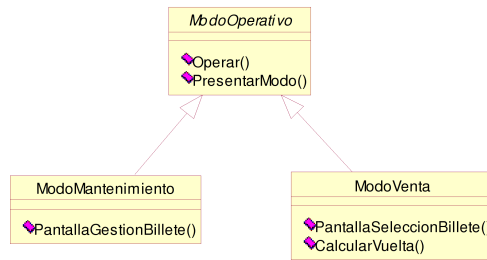 ModoOperativo
Operar()
PresentarModo()
ModoMantenimiento
PantallaGestionBillete()
ModoVenta
PantallaSeleccionBillete(
CalcularVuelta()